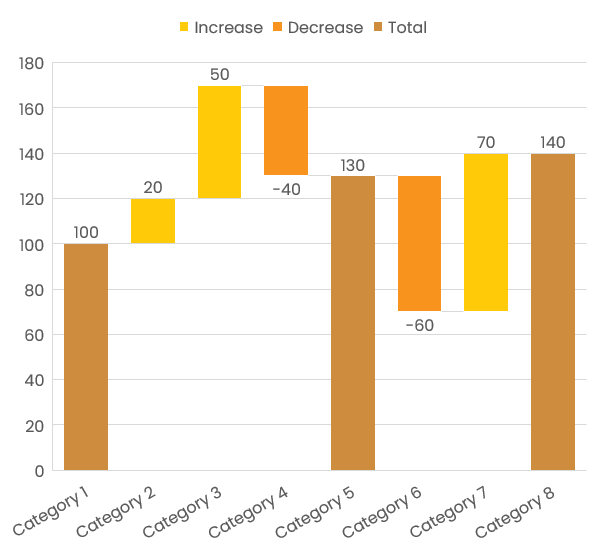 Increase Decrease Total
180
160
140
120
100
80
60
40
20
0
100
20
50
-40
130
-60
70
140
Category 1
Category 2
Category 3
Category 4
Category 5
Category 6
Category 7
Category 8